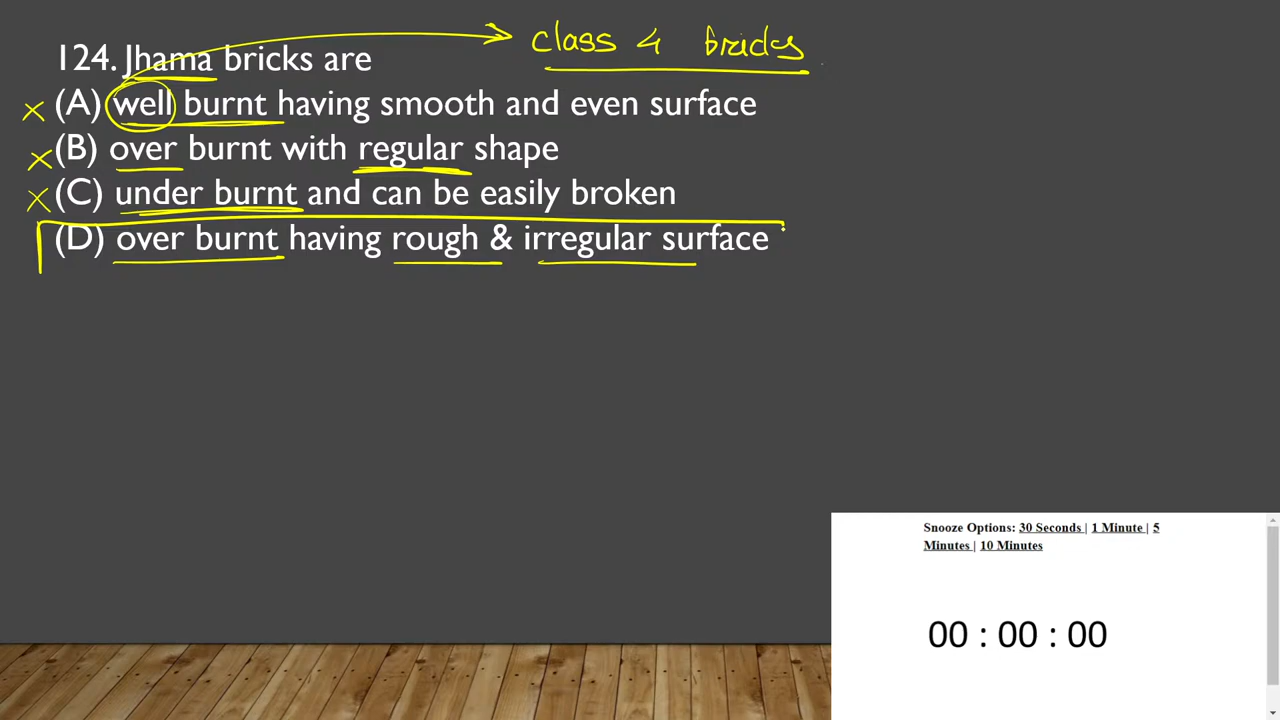 class 4 bricks
124. Jhama bricks are
× (A) well burnt having smooth and even surface
× (B) over burnt with regular shape
× (C) under burnt and can be easily broken
(D) over burnt having rough & irregular surface
Snooze Options: 30 Seconds | 1 Minute | 5
Minutes | 10 Minutes
00 : 00 : 00